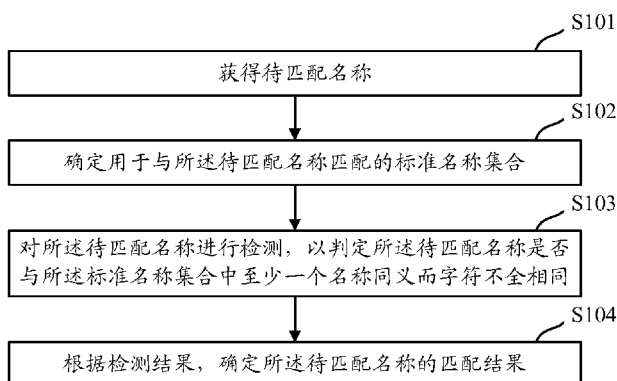 S101
获得待匹配名称
S102
确定用于与所述待匹配名称匹配的标准名称集合
S103
对所述待匹配名称进行检测，以判定所述待匹配名称是否
与所述标准名称集合中至少一个名称同义而字符不全相同
S104
根据检测结果，确定所述待匹配名称的匹配结果